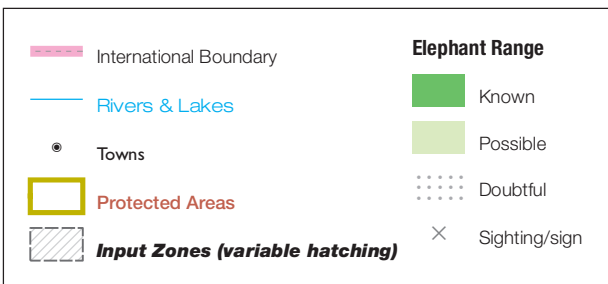 International Boundary
Rivers & Lakes
Towns
Protected Areas
Input Zones (variable hatching)
Elephant Range
Known
Possible
Doubtful
Sighting/sign